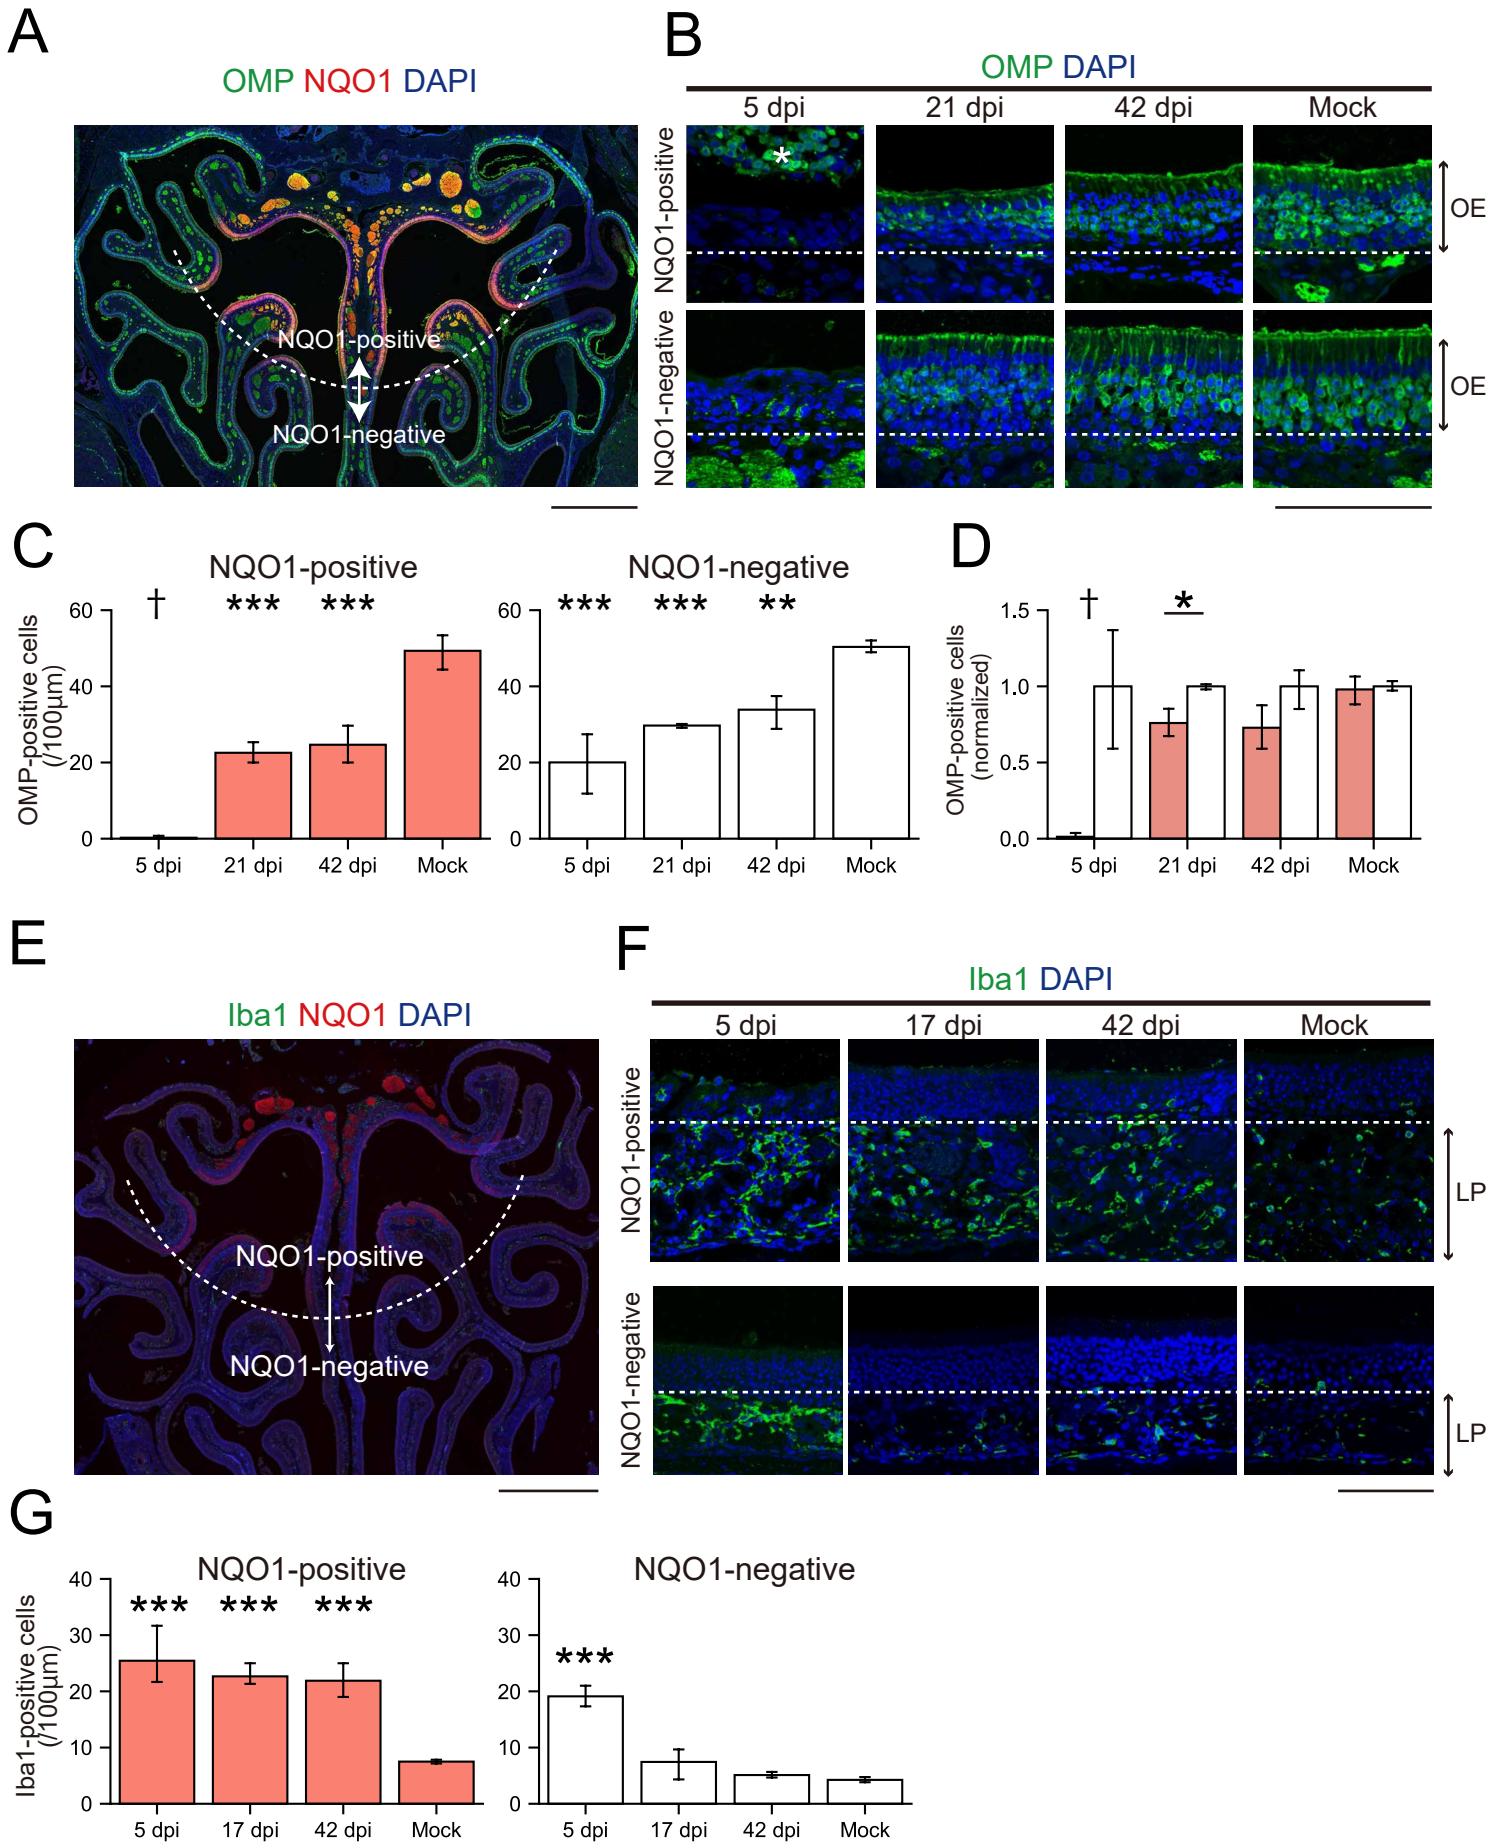 A
OMP NQO1 DAPI
NQO1-positive
NQO1-negative
B
OMP DAPI
5 dpi 21 dpi 42 dpi Mock
NQO1-positive
OE
*
NQO1-negative
OE
C
NQO1-positive
OMP-positive cells
(/100μm)
60
40
20
0
† *** ***
5 dpi 21 dpi 42 dpi Mock
NQO1-negative
60
40
20
0
*** *** **
5 dpi 21 dpi 42 dpi Mock
D
OMP-positive cells
(normalized)
1.5
1.0
0.5
0.0
† *
5 dpi 21 dpi 42 dpi Mock
E
Iba1 NQO1 DAPI
NQO1-positive
NQO1-negative
F
Iba1 DAPI
5 dpi 17 dpi 42 dpi Mock
NQO1-positive
LP
NQO1-negative
LP
G
NQO1-positive
Iba1-positive cells
(/100μm)
40
30
20
10
0
*** *** ***
5 dpi 17 dpi 42 dpi Mock
NQO1-negative
40
30
20
10
0
***
5 dpi 17 dpi 42 dpi Mock